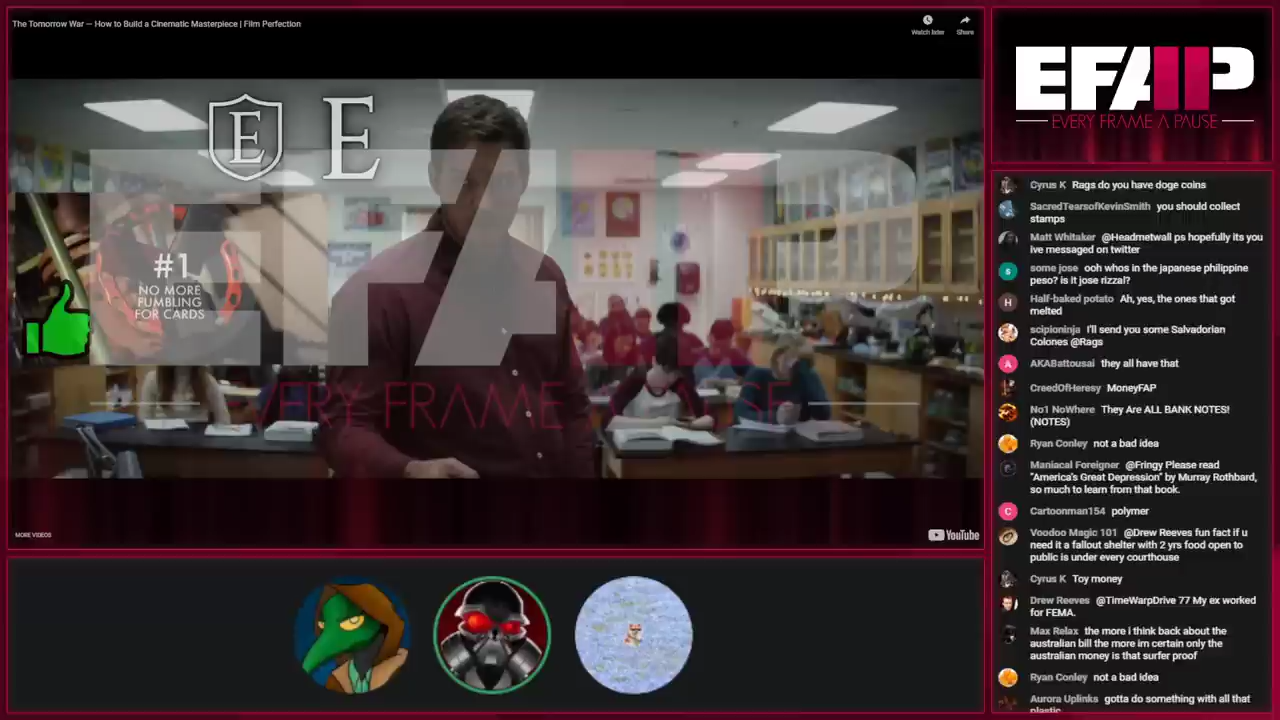 The Tomorrow War – How to Build a Cinematic Masterpiece | Film Perfection
Watch later
Share
E
E
#1
NO MORE
FUMBLING
FOR CARDS
EFAP
EVERY FRAME A PAUSE
MORE VIDEOS
YouTube
EFAP
EVERY FRAME A PAUSE
Cyrus K Rags do you have doge coins
SacredTearsofKevinSmith you should collect
stamps
Matt Whitaker @Headmetwall ps hopefully its you
ive messaged on twitter
S
some jose ooh whos in the japanese philippine
peso? is it jose rizzal?
H
Half-baked potato Ah, yes, the ones that got
melted
scipioninja I'll send you some Salvadorian
Colones @Rags
A
AKABattousai they all have that
CreedOfHeresy MoneyFAP
No1 NoWhere They Are ALL BANK NOTES!
(NOTES)
Ryan Conley not a bad idea
Maniacal Foreigner @Fringy Please read
"America's Great Depression" by Murray Rothbard,
so much to learn from that book.
C
Cartoonman154 polymer
Voodoo Magic 101 @Drew Reeves fun fact if u
need it a fallout shelter with 2 yrs food open to
public is under every courthouse
Cyrus K Toy money
Drew Reeves @TimeWarpDrive 77 My ex worked
for FEMA.
Max Relax the more i think back about the
australian bill the more im certain only the
australian money is that surfer proof
Ryan Conley not a bad idea
Aurora Uplinks gotta do something with all that
plastic